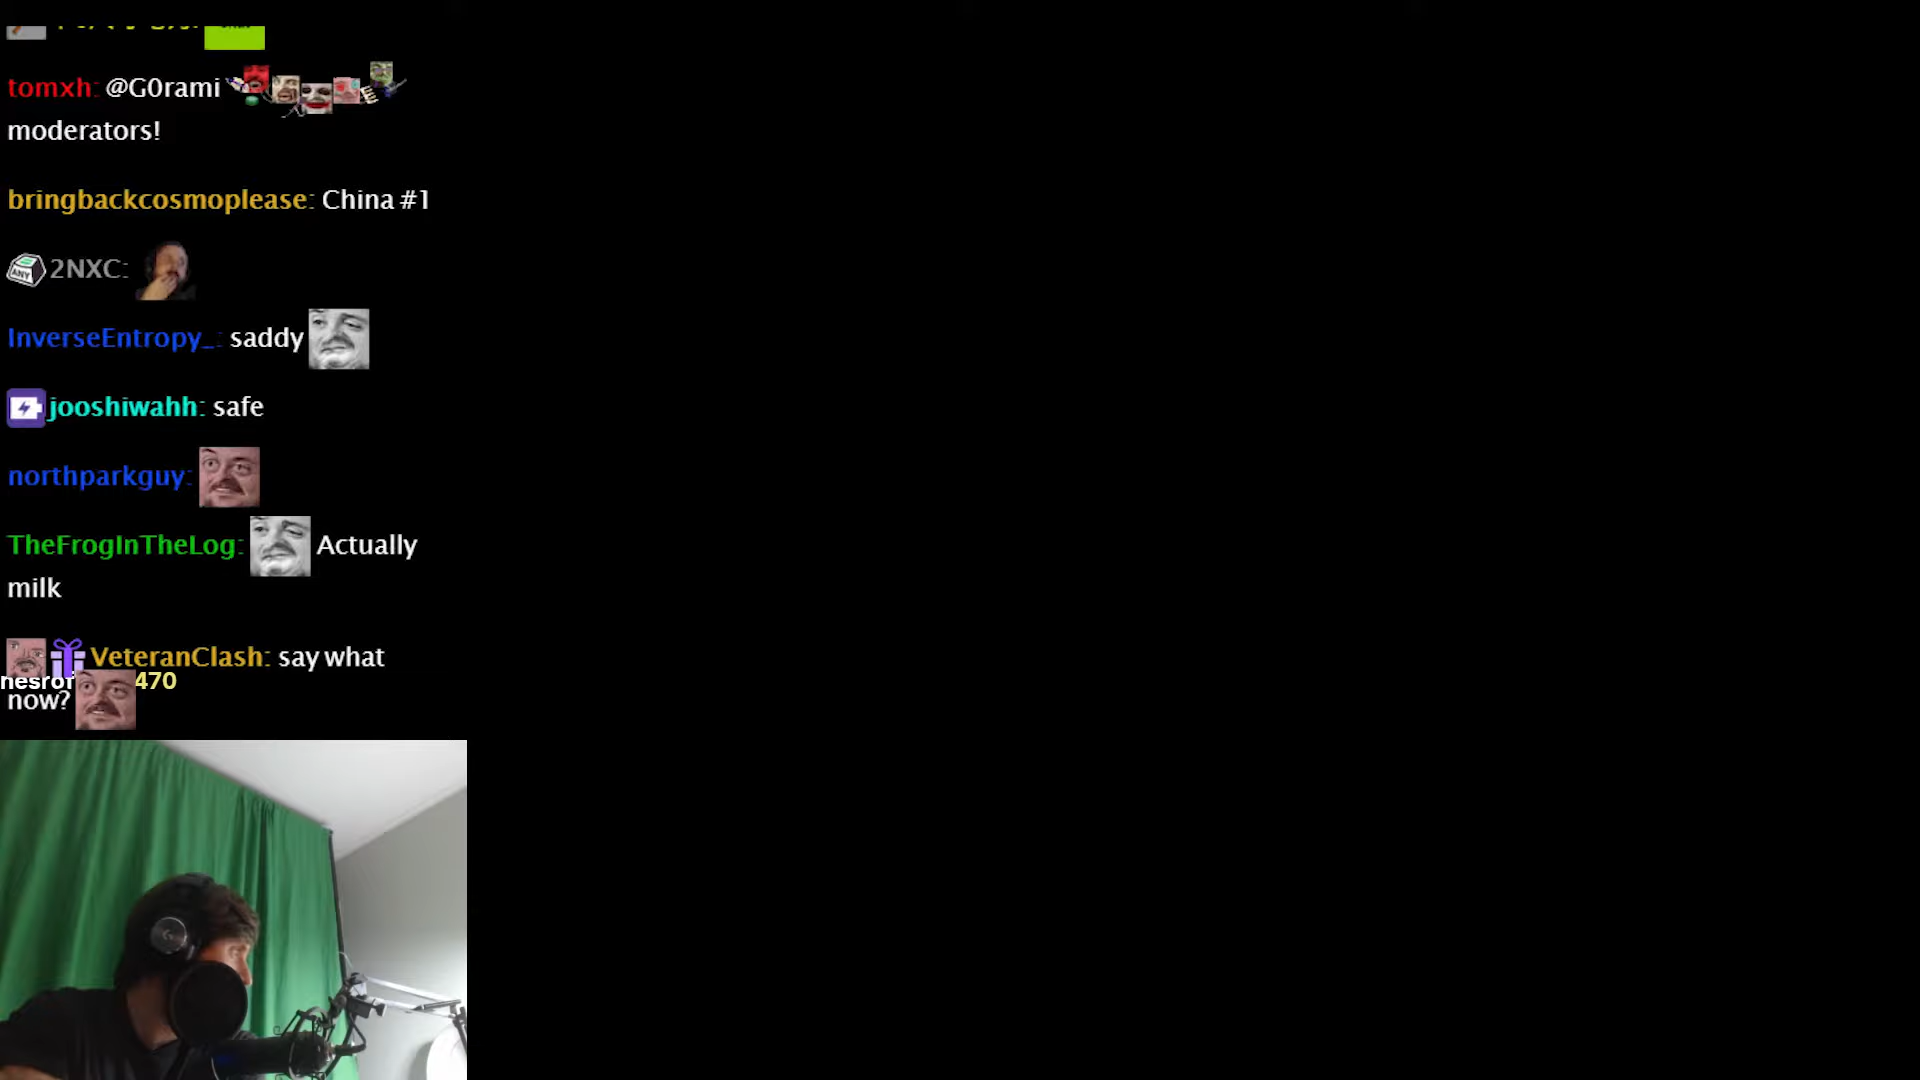 tomxh: @G0rami
moderators!
bringbackcosmoplease: China #1
ANY 2NXC:
InverseEntropy_: saddy
jooshiwahh: safe
northparkguy:
TheFrogInTheLog: Actually
milk
VeteranClash: say what
470
now?